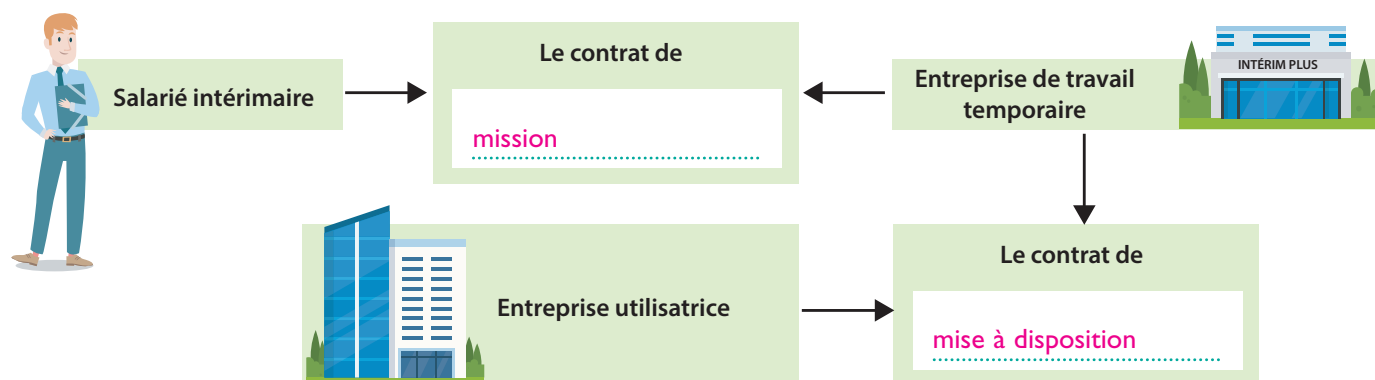 Salarié intérimaire
Le contrat de
mission
Entreprise de travail
temporaire
INTÉRIM PLUS
Entreprise utilisatrice
Le contrat de
mise à disposition